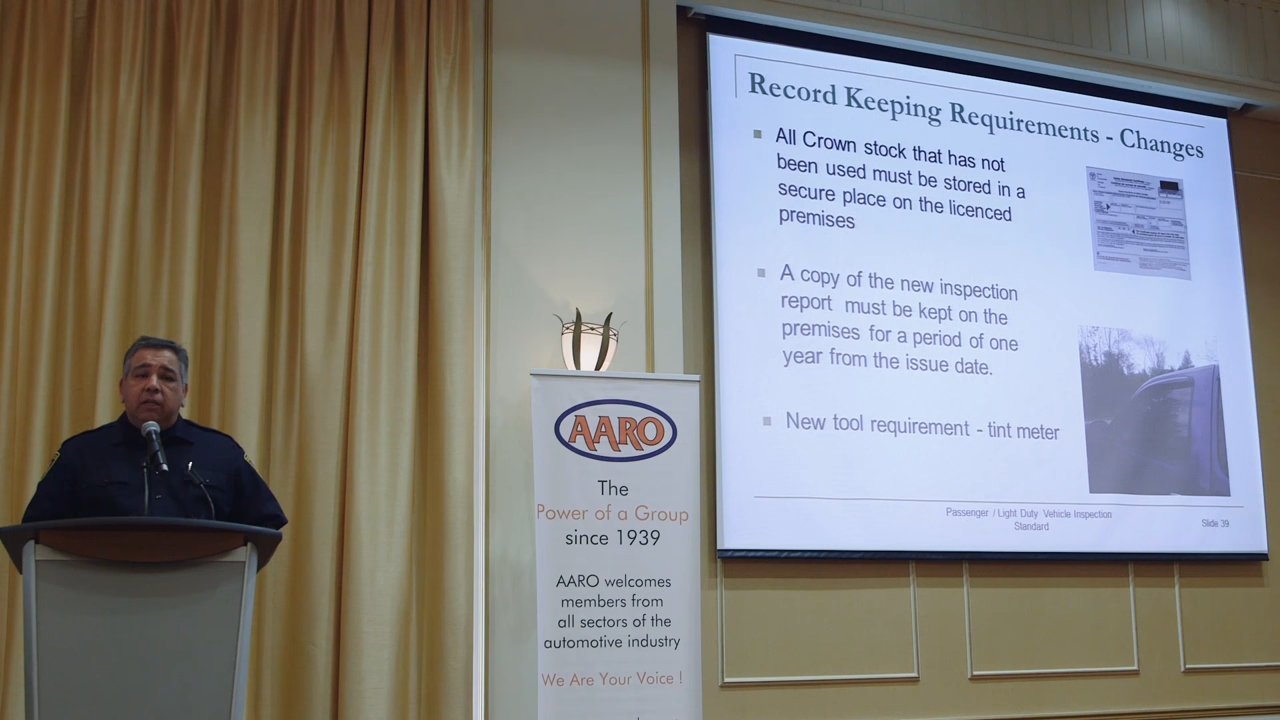 Record Keeping Requirements - Changes
All Crown stock that has not
been used must be stored in a
secure place on the licenced
premises
A copy of the new inspection
report must be kept on the
premises for a period of one
year from the issue date.
New tool requirement - tint meter
Passenger / Light Duty Vehicle Inspection
Standard
Slide 39
AARO
The
Power of a Group
since 1939
AARO welcomes
members from
all sectors of the
automotive industry
We Are Your Voice !